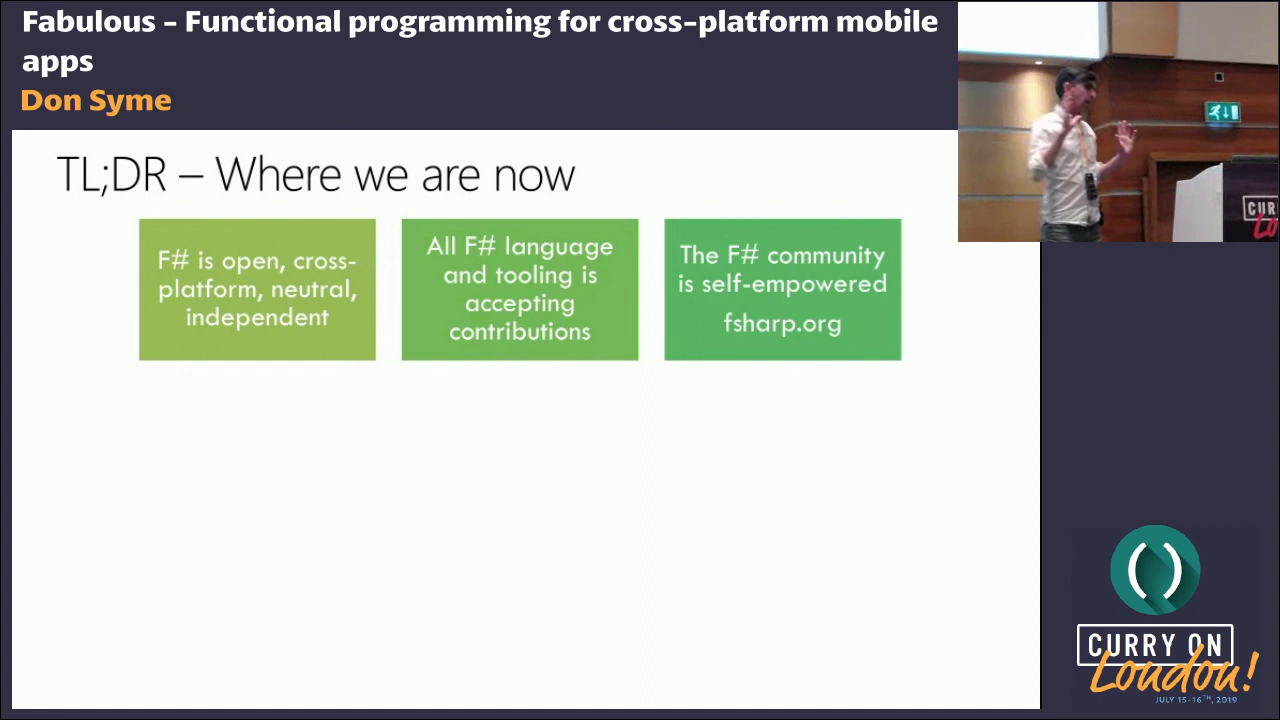 Fabulous – Functional programming for cross-platform mobile
apps
Don Syme
TL;DR – Where we are now
F# is open, cross-
platform, neutral,
independent
All F# language
and tooling is
accepting
contributions
The F# community
is self-empowered
fsharp.org
CURRY ON
London!
JULY 15-16TH, 2019